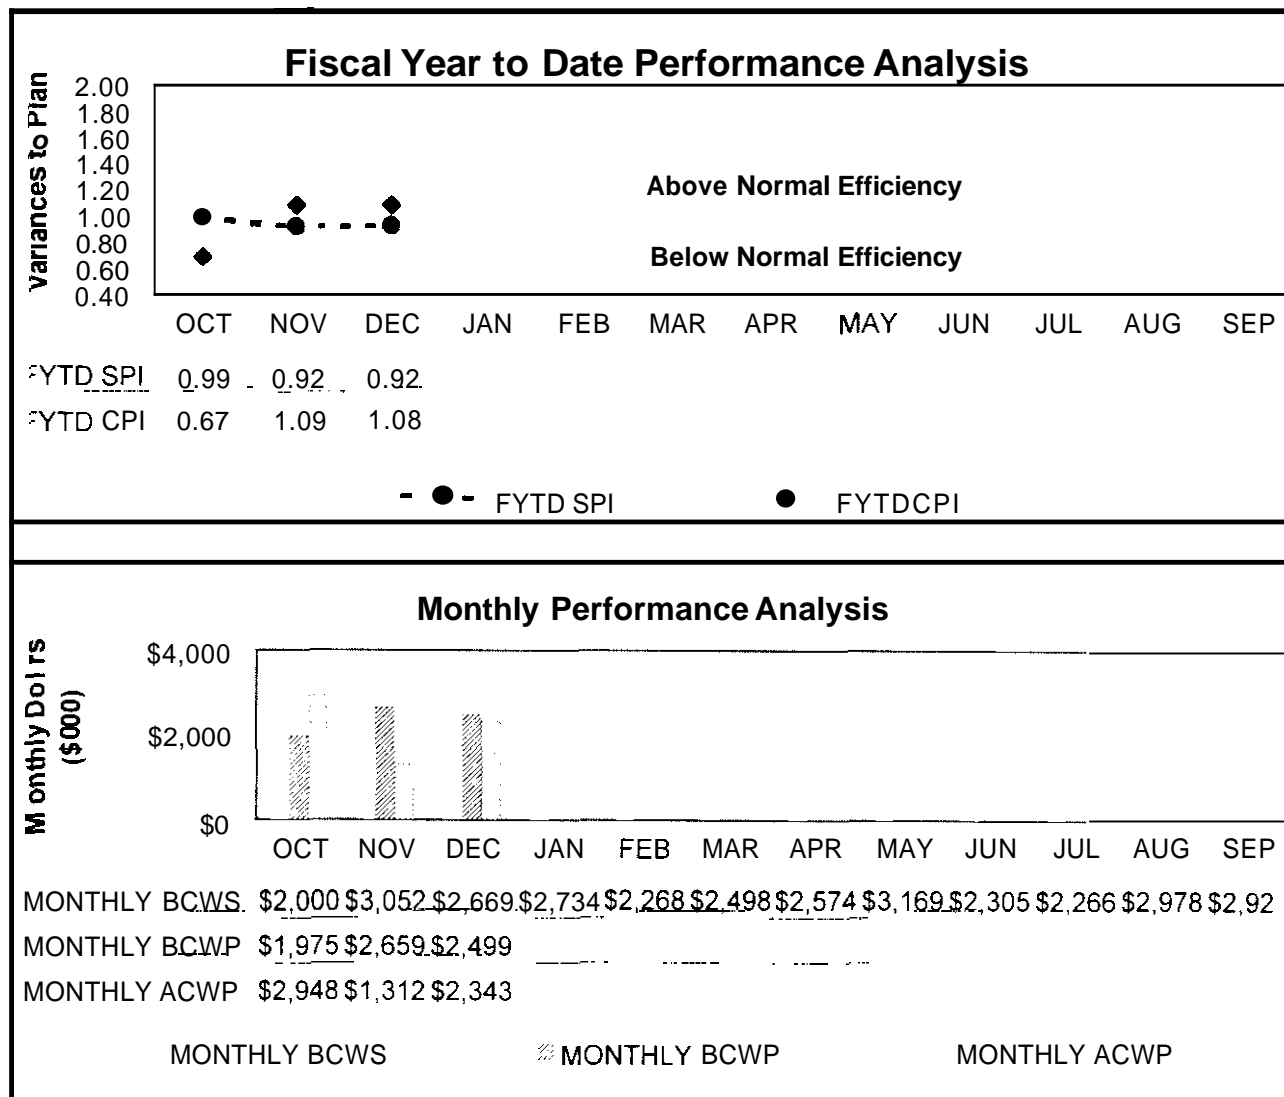 Fiscal Year to Date Performance Analysis
Variances to Plan
2.00
1.80
1.60
1.40
1.20
1.00
0.80
0.60
0.40
Above Normal Efficiency
Below Normal Efficiency
OCT NOV DEC JAN FEB MAR APR MAY JUN JUL AUG SEP
FYTD SPI 0.99 0.92 0.92
FYTD CPI 0.67 1.09 1.08
FYTD SPI FYTDCPI
Monthly Performance Analysis
Monthly Dolrs
($000)
$4,000
$2,000
$0
OCT NOV DEC JAN FEB MAR APR MAY JUN JUL AUG SEP
MONTHLY BCWS $2,000 $3,052 $2,669 $2,734 $2,268 $2,498 $2,574 $3,169 $2,305 $2,266 $2,978 $2,92
MONTHLY BCWP $1,975 $2,659 $2,499
MONTHLY ACWP $2,948 $1,312 $2,343
MONTHLY BCWS MONTHLY BCWP MONTHLY ACWP